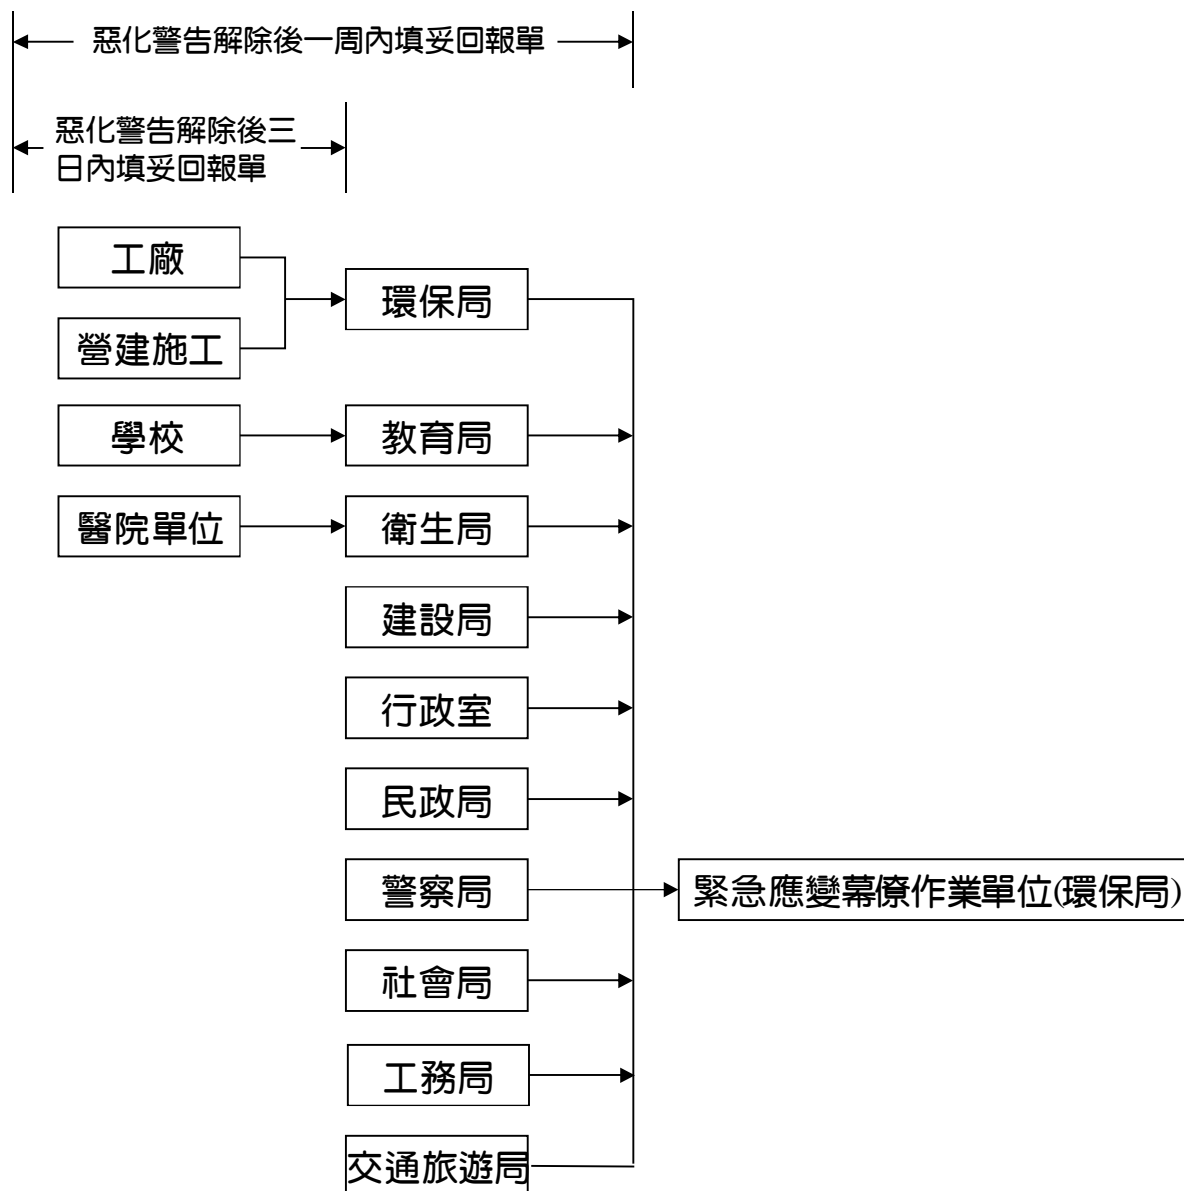 惡化警告解除後一周內填妥回報單
惡化警告解除後三
日內填妥回報單
工廠
環保局
營建施工
學校
教育局
醫院單位
衛生局
建設局
行政室
民政局
警察局
緊急應變幕僚作業單位(環保局)
社會局
工務局
交通旅遊局